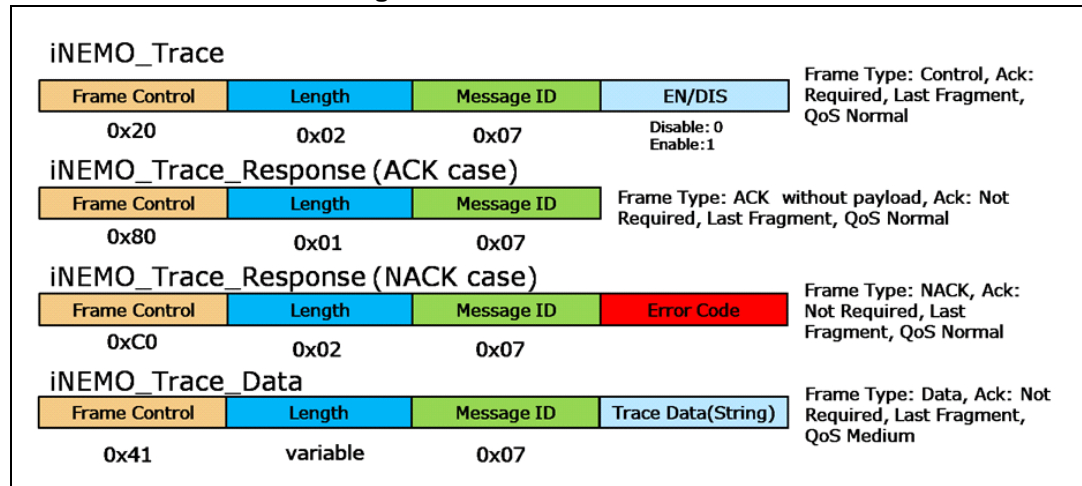 iNEMO_Trace
Frame Control Length Message ID EN/DIS
0x20 0x02 0x07 Disable: 0
Enable:1
Frame Type: Control, Ack:
Required, Last Fragment,
QoS Normal
iNEMO_Trace_Response (ACK case)
Frame Control Length Message ID
0x80 0x01 0x07
Frame Type: ACK without payload, Ack: Not
Required, Last Fragment, QoS Normal
iNEMO_Trace_Response (NACK case)
Frame Control Length Message ID Error Code
0xC0 0x02 0x07
Frame Type: NACK, Ack:
Not Required, Last
Fragment, QoS Normal
iNEMO_Trace_Data
Frame Control Length Message ID Trace Data(String)
0x41 variable 0x07
Frame Type: Data, Ack: Not
Required, Last Fragment,
QoS Medium